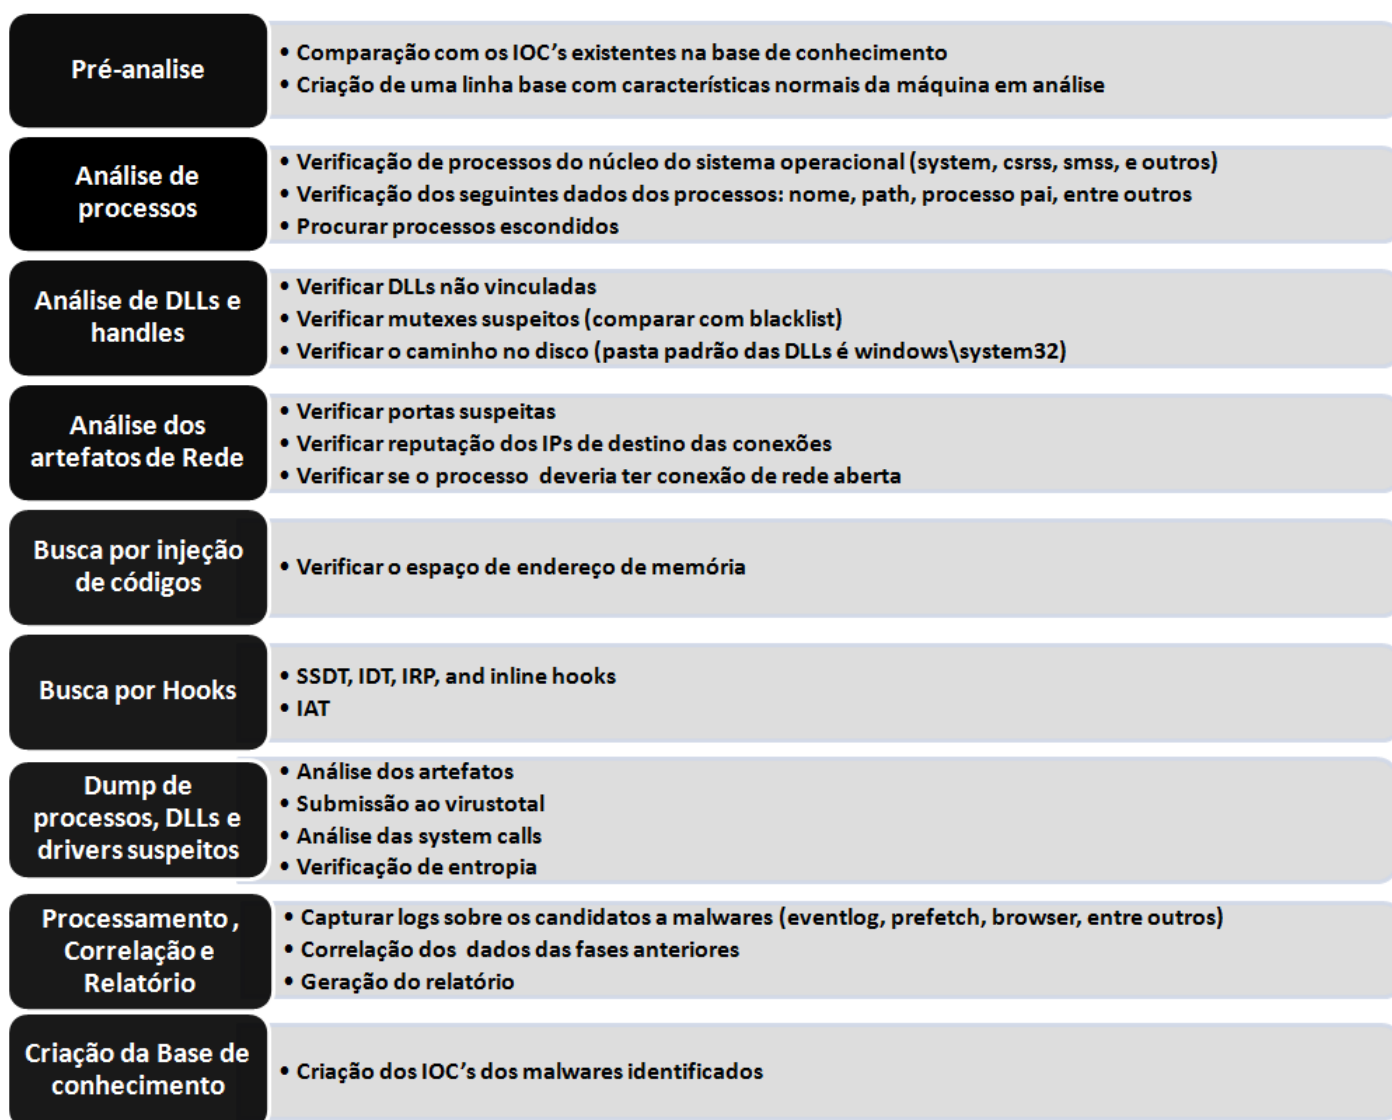 Pré-analise
• Comparação com os IOC's existentes na base de conhecimento
• Criação de uma linha base com características normais da máquina em análise
Análise de
processos
• Verificação de processos do núcleo do sistema operacional (system, csrss, smss, e outros)
• Verificação dos seguintes dados dos processos: nome, path, processo pai, entre outros
• Procurar processos escondidos
Análise de DLLs e
handles
• Verificar DLLs não vinculadas
• Verificar mutexes suspeitos (comparar com blacklist)
• Verificar o caminho no disco (pasta padrão das DLLs é windows\system32)
Análise dos
artefatos de Rede
• Verificar portas suspeitas
• Verificar reputação dos IPs de destino das conexões
• Verificar se o processo deveria ter conexão de rede aberta
Busca por injeção
de códigos
• Verificar o espaço de endereço de memória
Busca por Hooks
• SSDT, IDT, IRP, and inline hooks
• IAT
Dump de
processos, DLLs e
drivers suspeitos
• Análise dos artefatos
• Submissão ao virustotal
• Análise das system calls
• Verificação de entropia
Processamento ,
Correlação e
Relatório
• Capturar logs sobre os candidatos a malwares (eventlog, prefetch, browser, entre outros)
• Correlação dos dados das fases anteriores
• Geração do relatório
Criação da Base de
conhecimento
• Criação dos IOC's dos malwares identificados